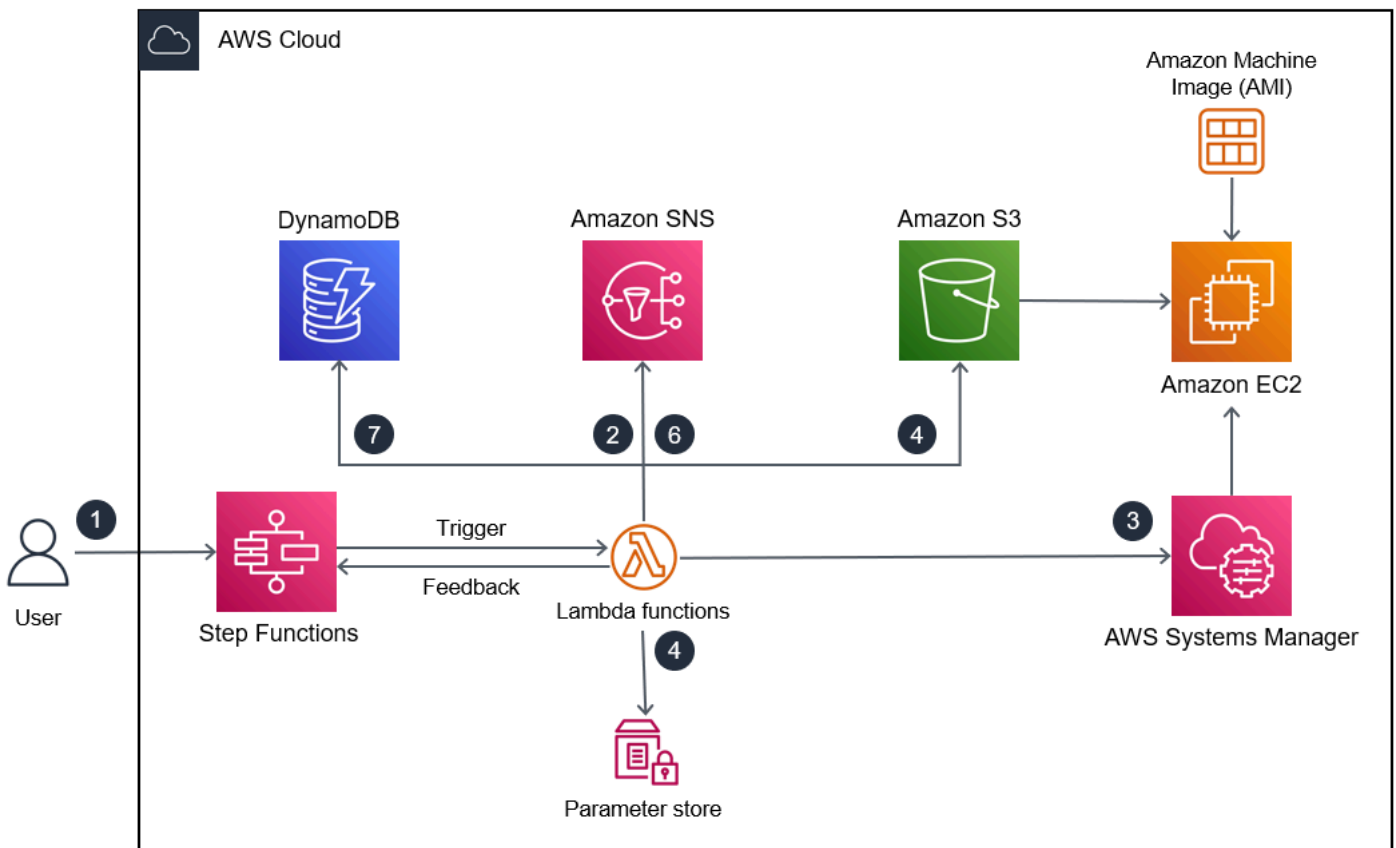 AWS Cloud
Amazon Machine
Image (AMI)
DynamoDB
Amazon SNS
Amazon S3
Amazon EC2
7
2
6
4
1
3
Trigger
Feedback
User
Step Functions
Lambda functions
AWS Systems Manager
4
Parameter store